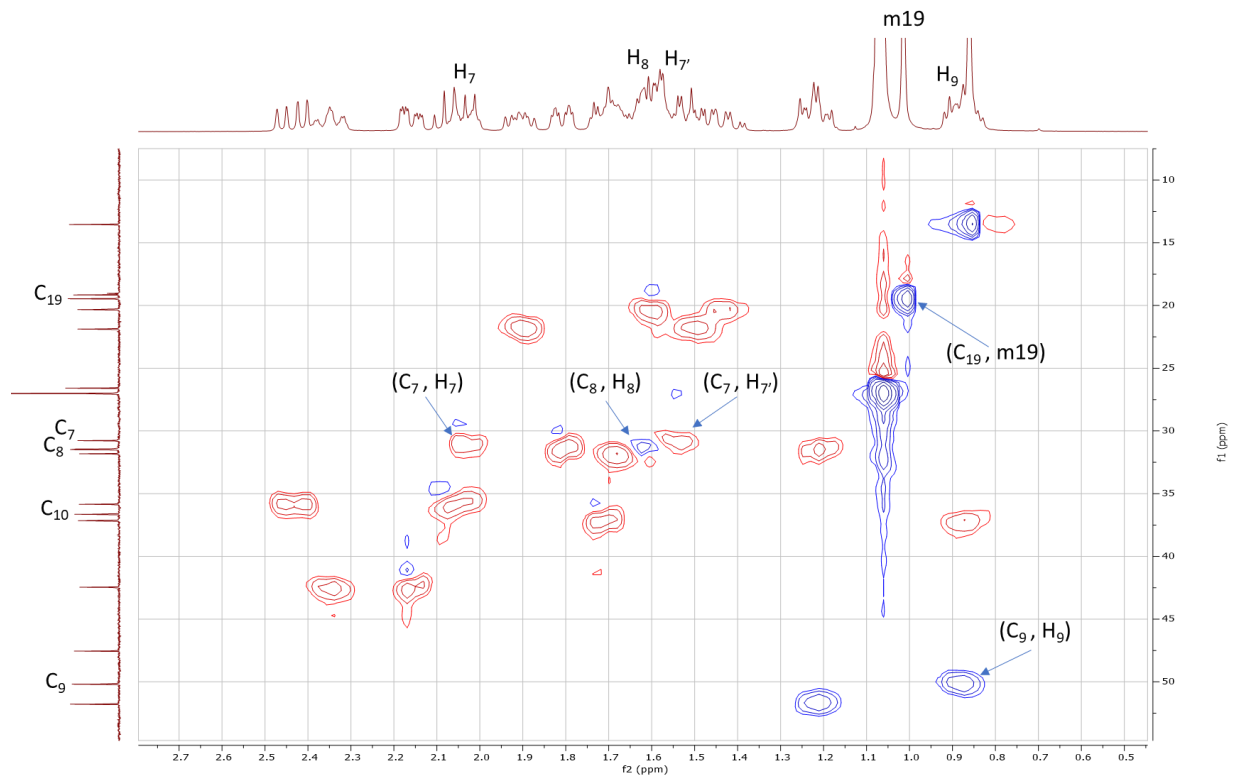 m19
H₈ H₇'
H₇
H₉
10
15
C₁₉
20
(C₁₉ , m19)
25
(C₇ , H₇) (C₈ , H₈) (C₇ , H₇')
30
C₇
C₈
f1 (ppm)
35
C₁₀
40
45
(C₉ , H₉)
C₉
50
2.7 2.6 2.5 2.4 2.3 2.2 2.1 2.0 1.9 1.8 1.7 1.6 1.5 1.4 1.3 1.2 1.1 1.0 0.9 0.8 0.7 0.6 0.5
f2 (ppm)